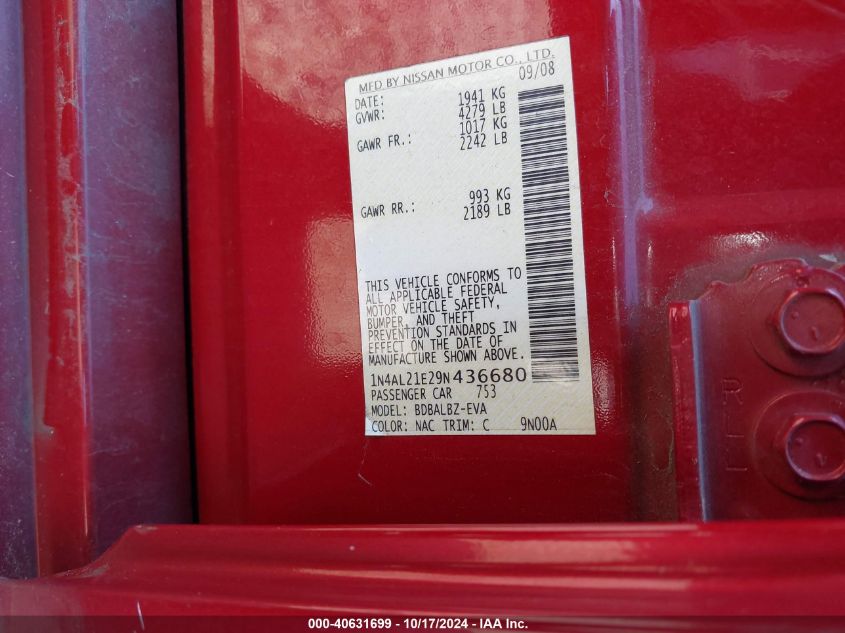 MFD BY NISSAN MOTOR CO., LTD.
DATE: 09/08
GVWR: 1941 KG
4279 LB
GAWR FR.: 1017 KG
2242 LB
GAWR RR.: 993 KG
2189 LB
THIS VEHICLE CONFORMS TO
ALL APPLICABLE FEDERAL
MOTOR VEHICLE SAFETY,
BUMPER, AND THEFT
PREVENTION STANDARDS IN
EFFECT ON THE DATE OF
MANUFACTURE SHOWN ABOVE.
1N4AL21E29N436680
PASSENGER CAR 753
MODEL: BDBALBZ-EVA
COLOR: NAC TRIM: C 9N00A
000-40631699 - 10/17/2024 - IAA Inc.